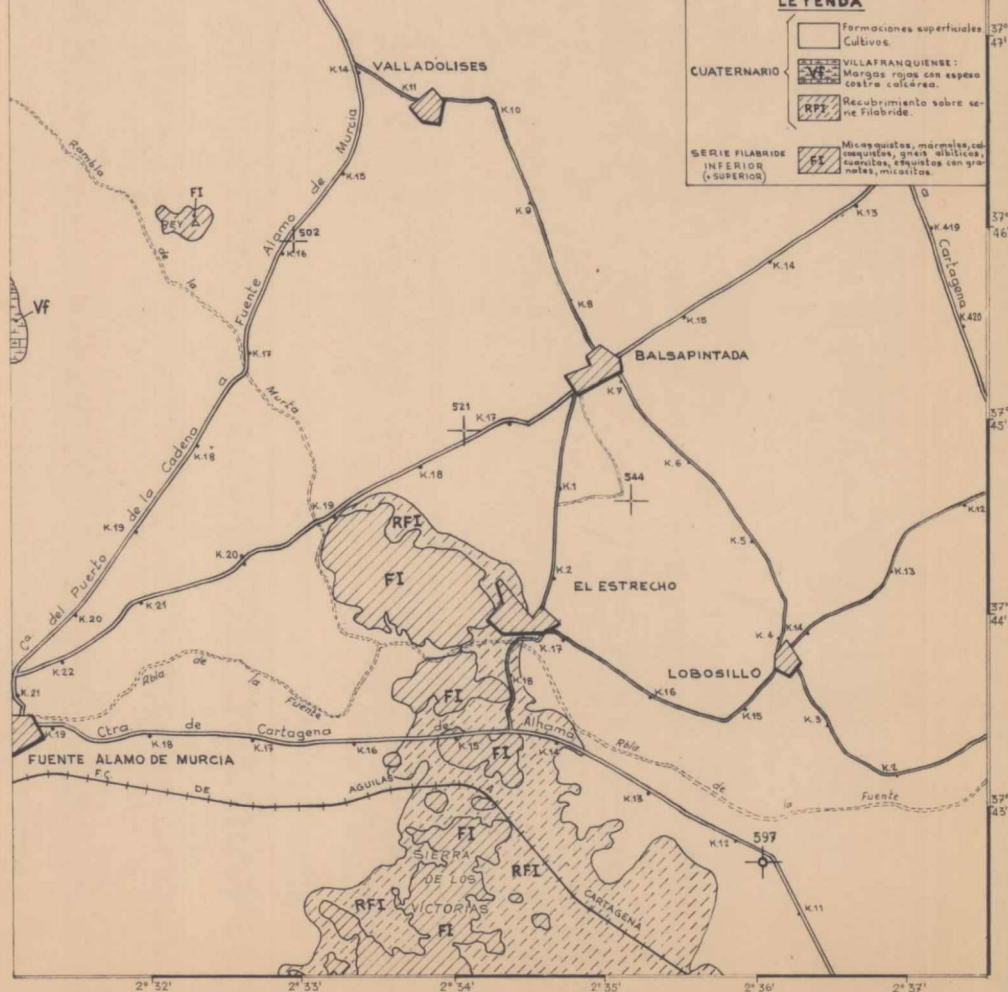 LEYENDA
CUATERNARIO
Formaciones superficiales
Cultivos.
Vf
VILLAFRANQUIENSE:
Margas rojas con espesa
costra calcárea.
RFI
Recubrimiento sobre se-
rie Filabride.
SERIE FILABRIDE
INFERIOR
(+SUPERIOR)
FI
Micasquistos, mármoles, cal-
coesquistos, gneis albíticos,
cuarcitas, esquistos con gra-
nates, micacitas.
37°
47'
K.14
VALLADOLISES
K.11
K.10
Rambla
de
la
Murta
FI
REY
Murcia
de
Alamo
Fuente
a
Cadena
de la
Puerto
del
Cª.
K.15
502
K.16
K.9
K.13
37°
46'
K.419
K.14
a
Cartagena
K.420
Vf
K.8
K.15
K.17
BALSAPINTADA
K.7
521
K.17
37°
45'
K.18
K.18
K.6
544
K.1
K.19
K.19
RFI
K.12
K.5
K.20
FI
K.2
EL ESTRECHO
K.13
K.20
K.21
37°
44'
K.4
K.14
K.17
K.22
LOBOSILLO
Rbla
de
la
Fuente
K.21
FI
K.18
K.16
K.15
K.3
K.19
Ctra
de
Cartagena
de
Alhama
K.18
K.17
K.16
K.15
FI
K.14
Rbla
de
la
Fuente
K.2
FUENTE ALAMO DE MURCIA
F.C.
DE
AGUILAS
A
CARTAGENA
K.13
37°
43'
FI
K.12
597
SIERRA
DE LOS
VICTORIAS
RFI
RFI
FI
K.11
2° 32'
2° 33'
2° 34'
2° 35'
2° 36'
2° 37'